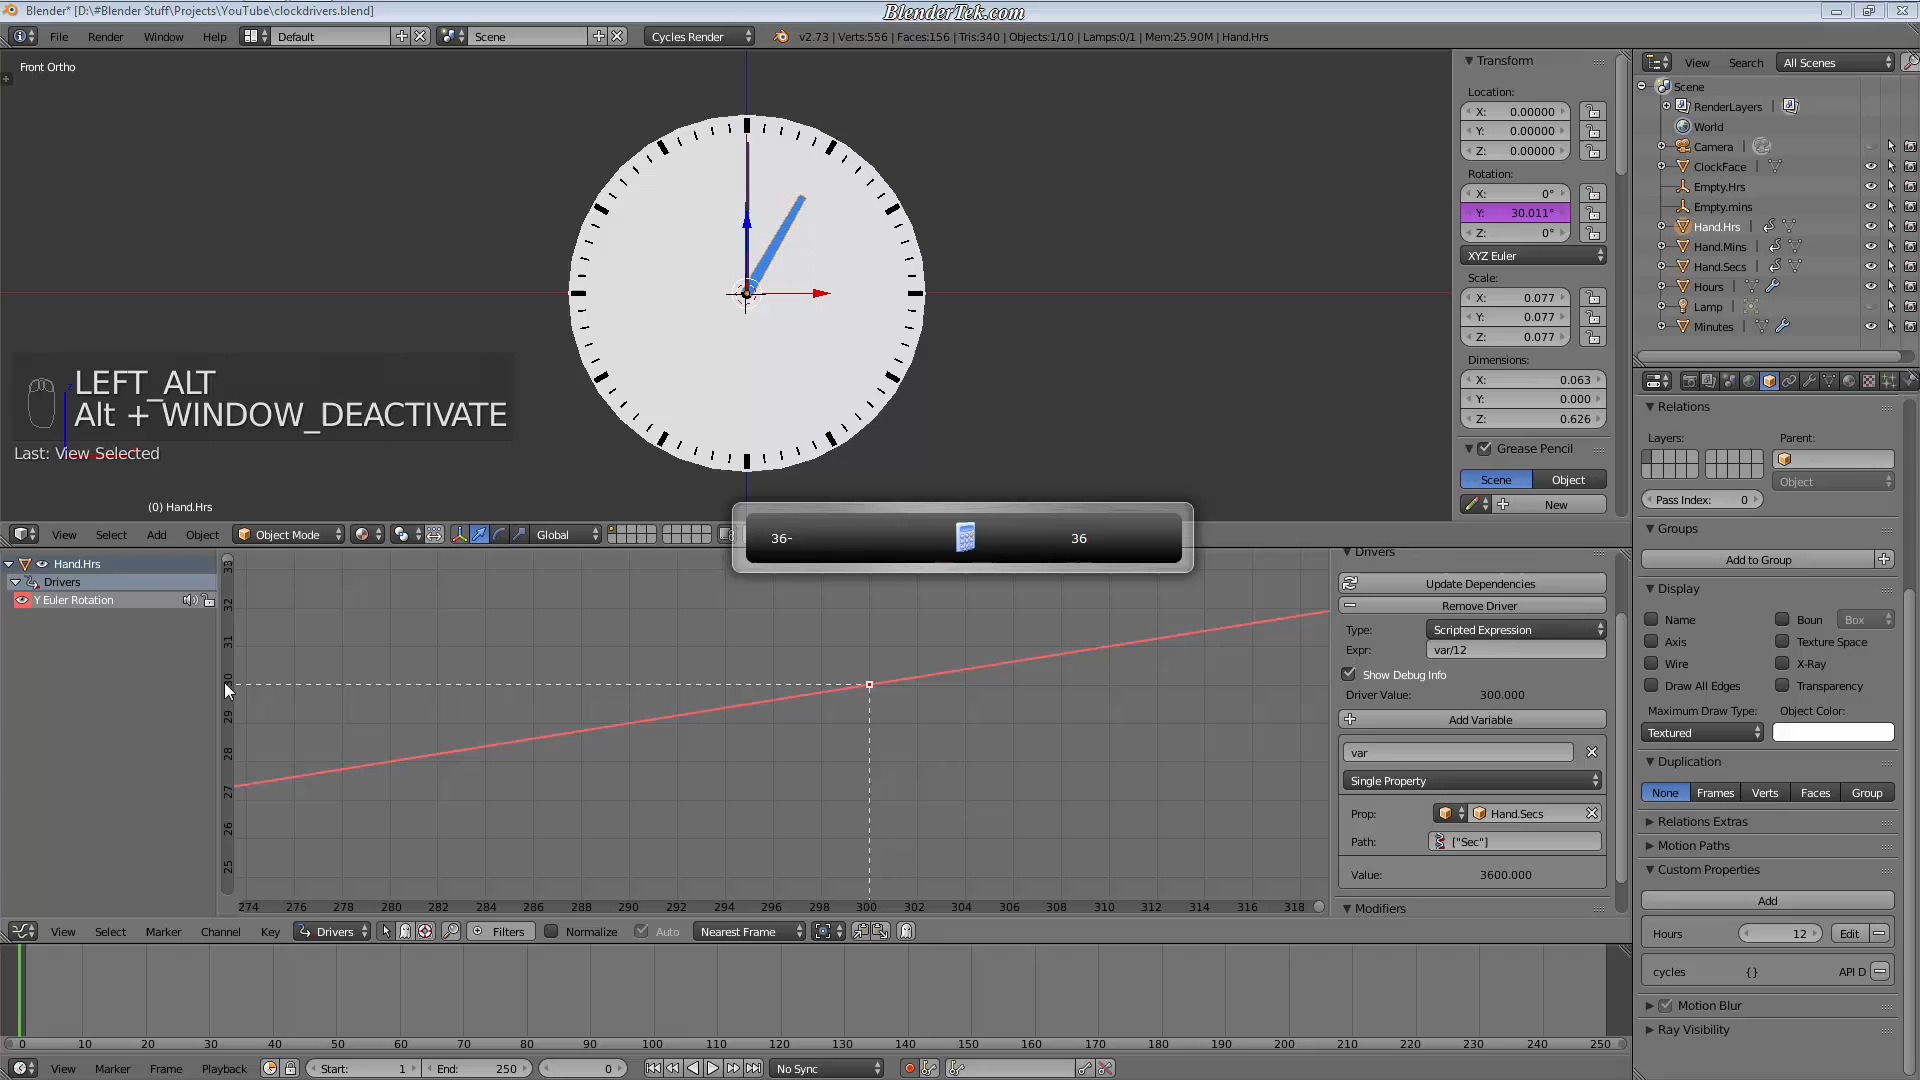 Blender* [D:\#Blender Stuff\Projects\YouTube\clockdrivers.blend]
BlenderTek.com
File Render Window Help Default Scene Cycles Render v2.73 | Verts:556 | Faces:156 | Tris:340 | Objects:1/10 | Lamps:0/1 | Mem:25.90M | Hand.Hrs
Front Ortho
LEFT_ALT
Alt + WINDOW_DEACTIVATE
Last: View Selected
(0) Hand.Hrs
36- 36
Transform
Location:
X: 0.00000
Y: 0.00000
Z: 0.00000
Rotation:
X: 0°
Y: 30.011°
Z: 0°
XYZ Euler
Scale:
X: 0.077
Y: 0.077
Z: 0.077
Dimensions:
X: 0.063
Y: 0.000
Z: 0.626
Grease Pencil
Scene Object
New
View Search All Scenes
Scene
RenderLayers
World
Camera
ClockFace
Empty.Hrs
Empty.mins
Hand.Hrs
Hand.Mins
Hand.Secs
Hours
Lamp
Minutes
View Select Add Object Object Mode Global
Hand.Hrs
Drivers
Y Euler Rotation
33
32
31
30
29
28
27
26
25
274 276 278 280 282 284 286 288 290 292 294 296 298 300 302 304 306 308 310 312 314 316 318
Drivers
Update Dependencies
Remove Driver
Type: Scripted Expression
Expr: var/12
Show Debug Info
Driver Value: 300.000
Add Variable
var
Single Property
Prop: Hand.Secs
Path: ["Sec"]
Value: 3600.000
Modifiers
Relations
Layers: Parent:
Object
Pass Index: 0
Groups
Add to Group
Display
Name Boun Box
Axis Texture Space
Wire X-Ray
Draw All Edges Transparency
Maximum Draw Type: Object Color:
Textured
Duplication
None Frames Verts Faces Group
Relations Extras
Motion Paths
Custom Properties
Add
Hours 12 Edit
cycles {} API D
Motion Blur
Ray Visibility
View Select Marker Channel Key Drivers Filters Normalize Auto Nearest Frame
0 10 20 30 40 50 60 70 80 90 100 110 120 130 140 150 160 170 180 190 200 210 220 230 240 250
View Marker Frame Playback Start: 1 End: 250 0 No Sync